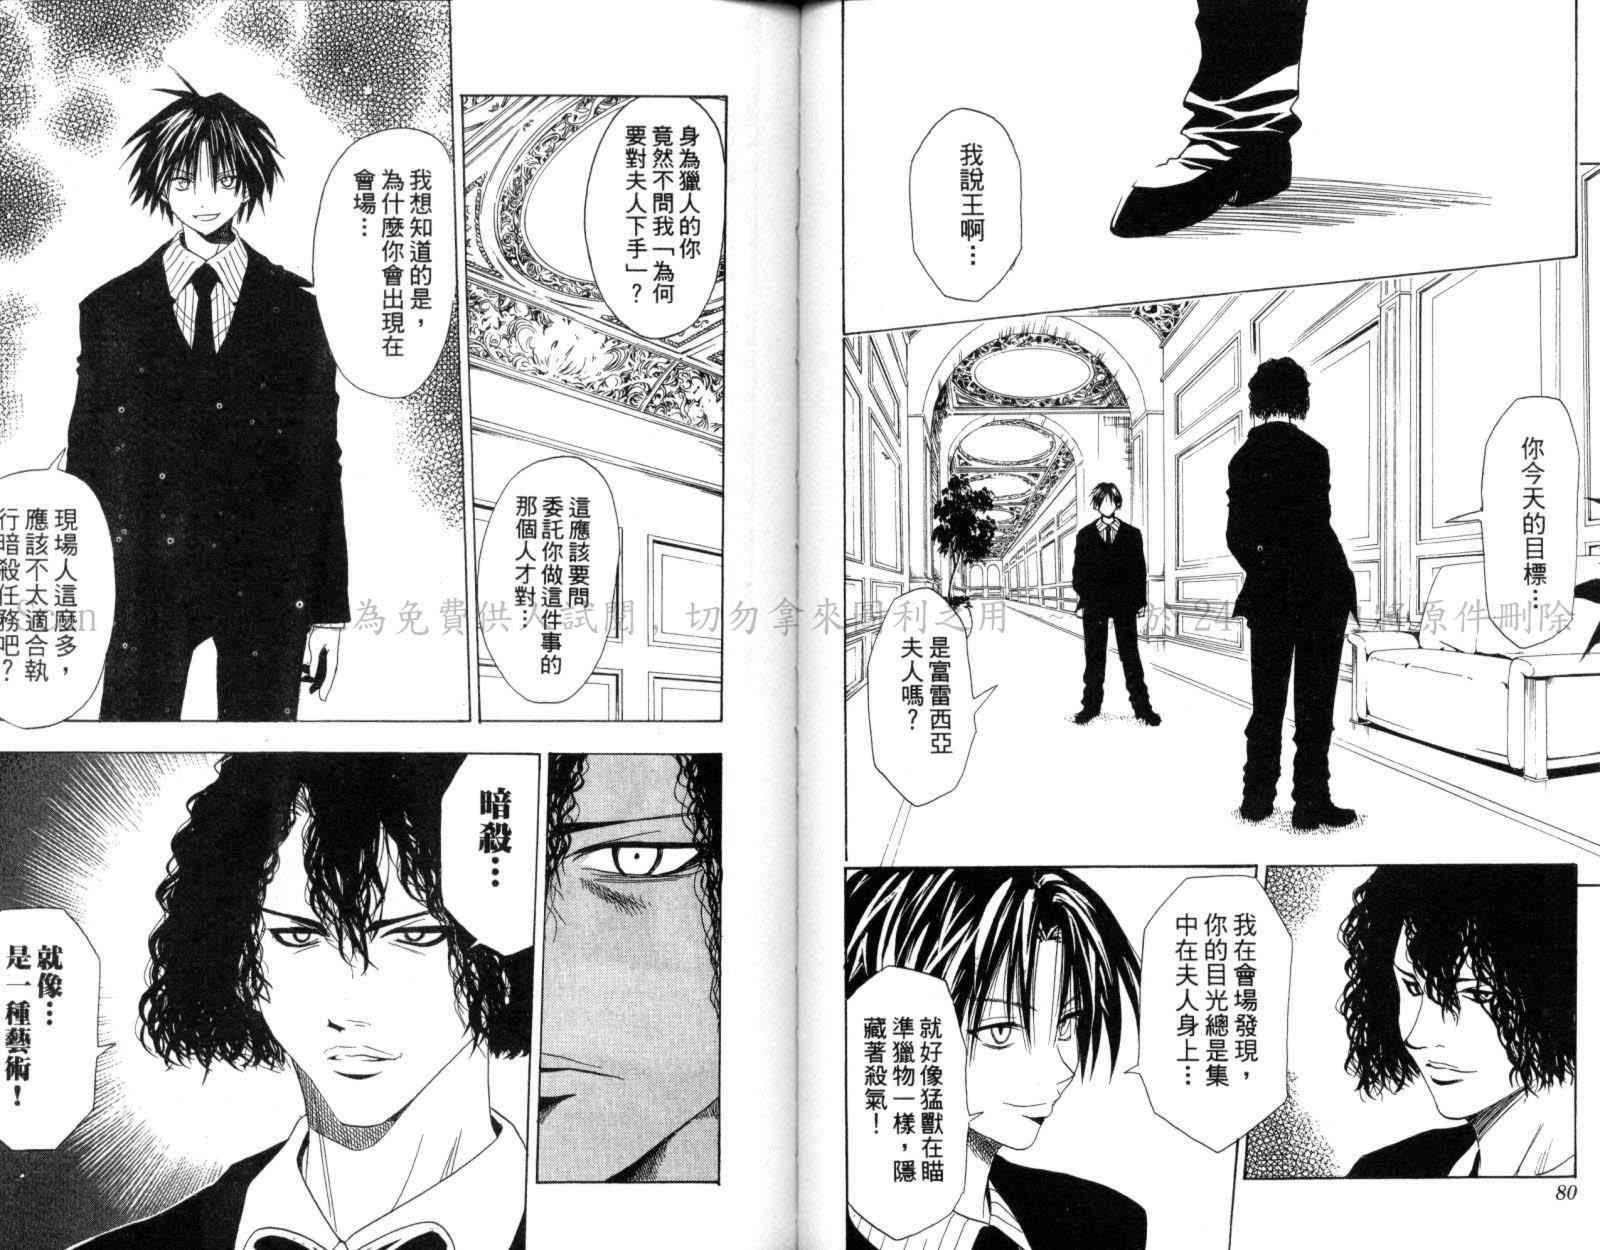 我說王啊…
你今天的目標…
是富雷西亞
夫人嗎？
我在會場發現，
你的目光總是集
中在夫人身上…
就好像猛獸在瞄
準獵物一樣，隱
藏著殺氣！
80
身為獵人的你
竟然不問我「為何
要對夫人下手」？
這應該要問
委託你做這件事的
那個人才對…
我想知道的是，
為什麼你會出現在
會場…
現場人這麼多，
應該不太適合執
行暗殺任務吧？
暗殺…
就像…
是一種藝術！
為免費供人試閱，切勿拿來圖利之用 於 24 將原件刪除